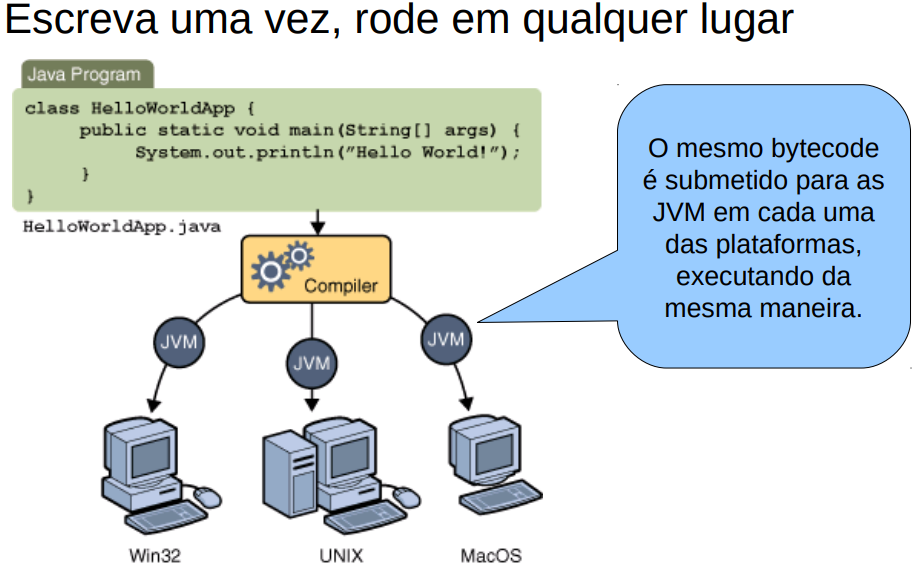 Escreva uma vez, rode em qualquer lugar
Java Program
class HelloWorldApp {
public static void main(String[] args) {
System.out.println("Hello World!");
}
}
HelloWorldApp.java
Compiler
JVM
JVM
JVM
Win32
UNIX
MacOS
O mesmo bytecode
é submetido para as
JVM em cada uma
das plataformas,
executando da
mesma maneira.